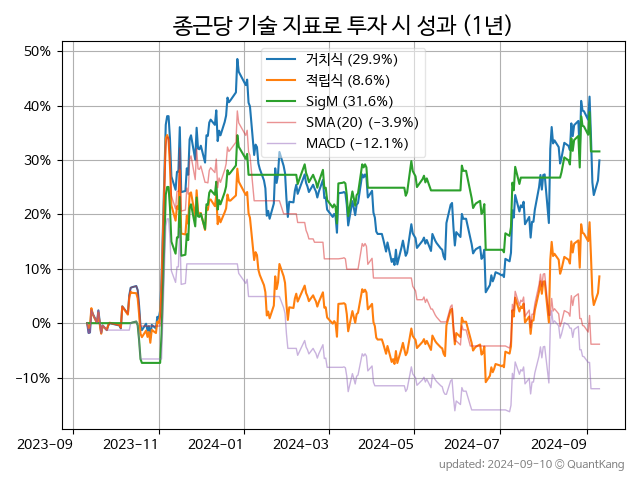 종근당 기술 지표로 투자 시 성과 (1년)
거치식 (29.9%)
적립식 (8.6%)
SigM (31.6%)
SMA(20) (−3.9%)
MACD (−12.1%)
50%
40%
30%
20%
10%
0%
−10%
2023-09 2023-11 2024-01 2024-03 2024-05 2024-07 2024-09
updated: 2024-09-10 ⓒ QuantKang